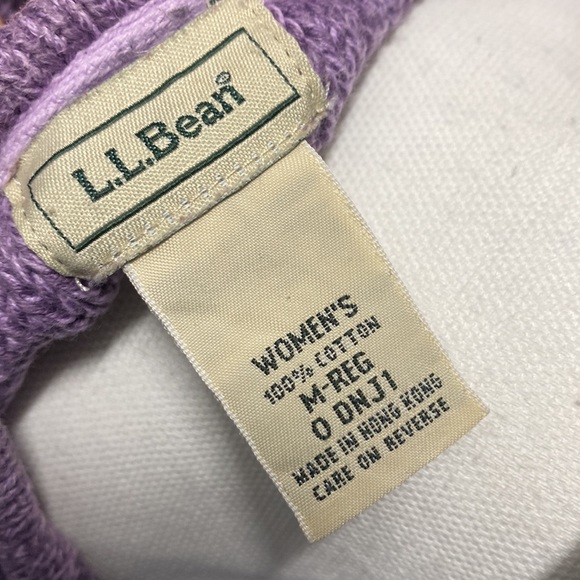 L.L.Bean®
WOMEN'S
100% COTTON
M-REG
0 DNJ1
MADE IN HONG KONG
CARE ON REVERSE